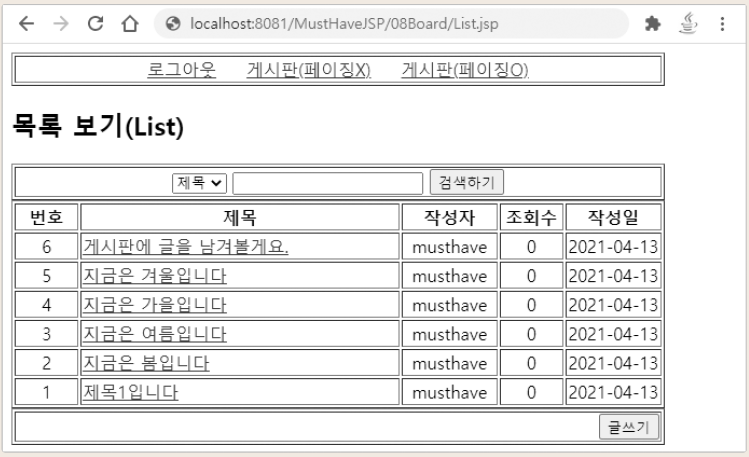 localhost:8081/MustHaveJSP/08Board/List.jsp
로그아웃 게시판(페이징X) 게시판(페이징O)
목록 보기(List)
제목 검색하기
번호 제목 작성자 조회수 작성일
6 게시판에 글을 남겨볼게요. musthave 0 2021-04-13
5 지금은 겨울입니다 musthave 0 2021-04-13
4 지금은 가을입니다 musthave 0 2021-04-13
3 지금은 여름입니다 musthave 0 2021-04-13
2 지금은 봄입니다 musthave 0 2021-04-13
1 제목1입니다 musthave 0 2021-04-13
글쓰기